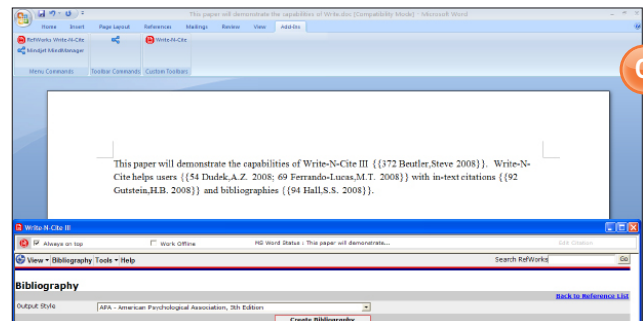 This paper will demonstrate the capabilities of Write.doc [Compatibility Mode] - Microsoft Word
Home Insert Page Layout References Mailings Review View Add-Ins
RefWorks Write-N-Cite Write-N-Cite
Mindjet MindManager
Menu Commands Toolbar Commands Custom Toolbars
This paper will demonstrate the capabilities of Write-N-Cite III {{372 Beutler,Steve 2008}}. Write-N-
Cite helps users {{54 Dudek,A.Z. 2008; 69 Ferrando-Lucas,M.T. 2008}} with in-text citations {{92
Gutstein,H.B. 2008}} and bibliographies {{94 Hall,S.S. 2008}}.
Write-N-Cite III
Always on top Work Offline MS Word Status : This paper will demonstrate... Edit Citation
View Bibliography Tools Help Search RefWorks Go
Bibliography
Back to Reference List
Output Style APA - American Psychological Association, 5th Edition
Create Bibliography